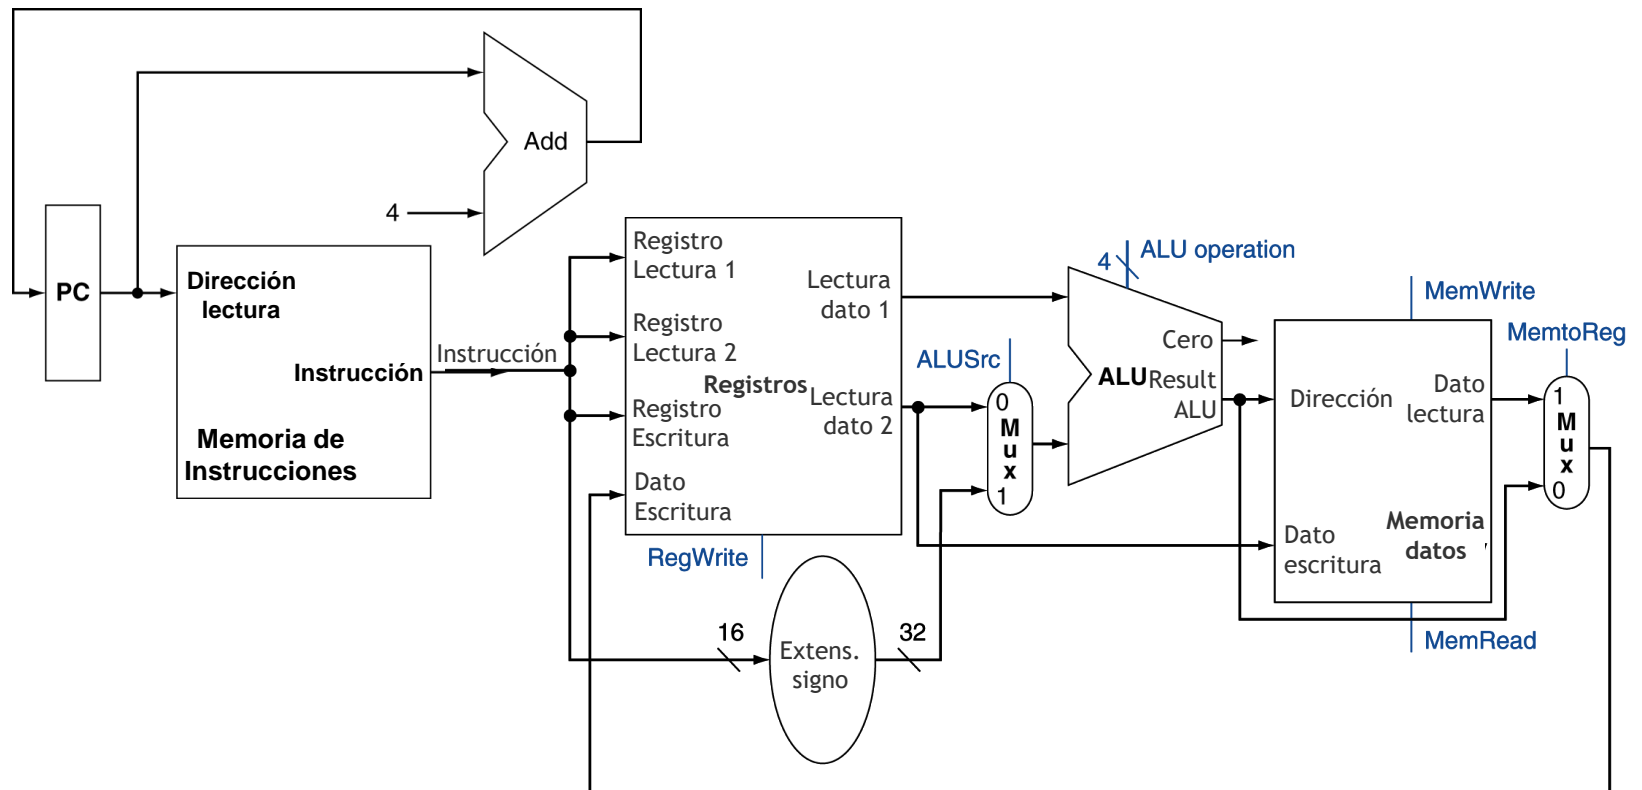 Add
4
PC
Dirección
lectura
Instrucción
Memoria de
Instrucciones
Instrucción
Registro
Lectura 1
Registro
Lectura 2
Registros
Registro
Escritura
Dato
Escritura
Lectura
dato 1
Lectura
dato 2
RegWrite
16
Extens.
signo
32
ALUSrc
0
M
u
x
1
4
ALU operation
Cero
ALU
Result
ALU
MemWrite
Dirección
Dato
lectura
Dato
escritura
Memoria
datos
MemRead
MemtoReg
1
M
u
x
0